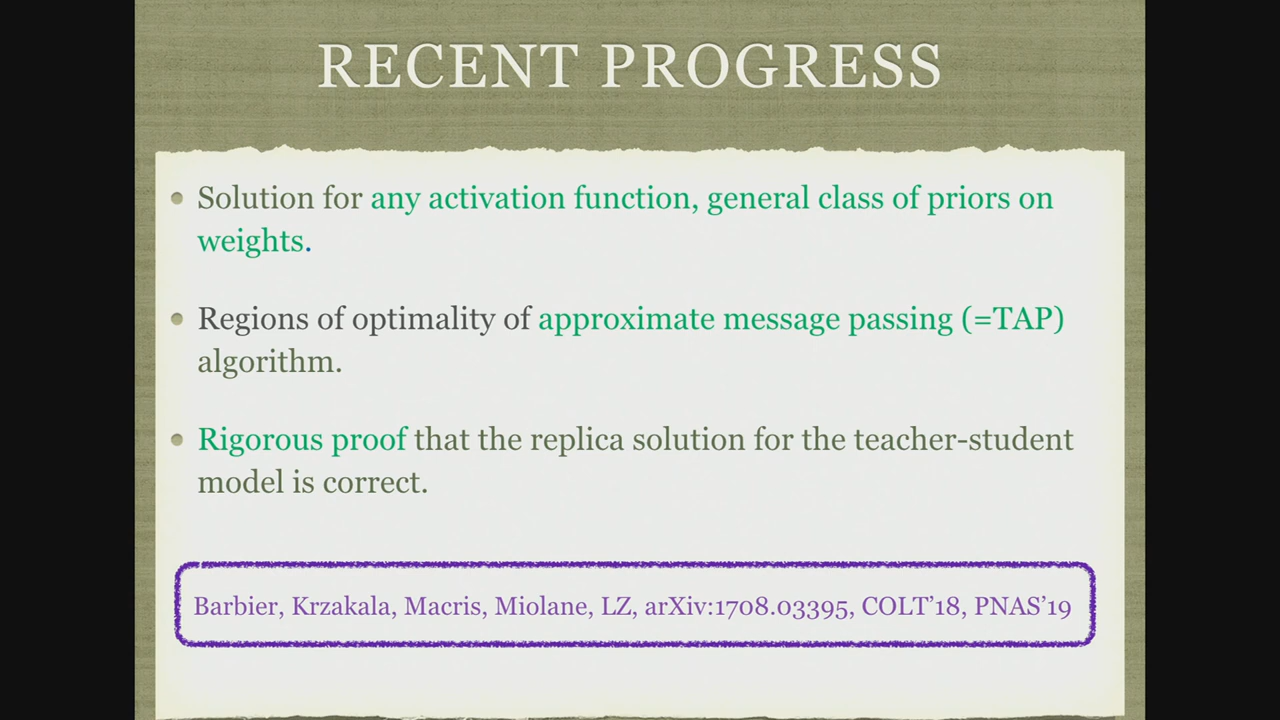 RECENT PROGRESS
Solution for any activation function, general class of priors on
weights.
Regions of optimality of approximate message passing (=TAP)
algorithm.
Rigorous proof that the replica solution for the teacher-student
model is correct.
Barbier, Krzakala, Macris, Miolane, LZ, arXiv:1708.03395, COLT’18, PNAS’19